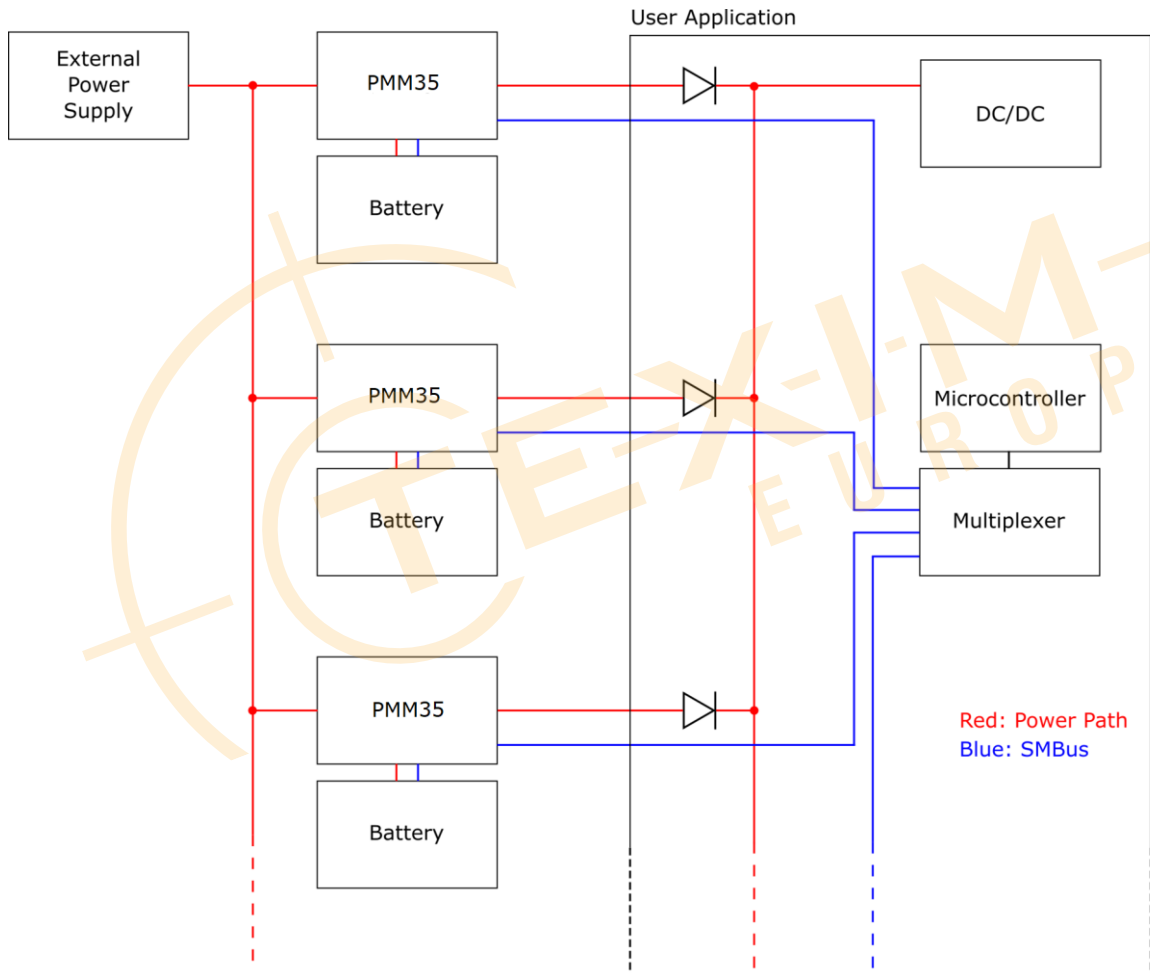 User Application
External
Power
Supply
PMM35
DC/DC
Battery
PMM35
Microcontroller
Battery
Multiplexer
PMM35
Red: Power Path
Blue: SMBus
Battery
TEXIM
EUROP